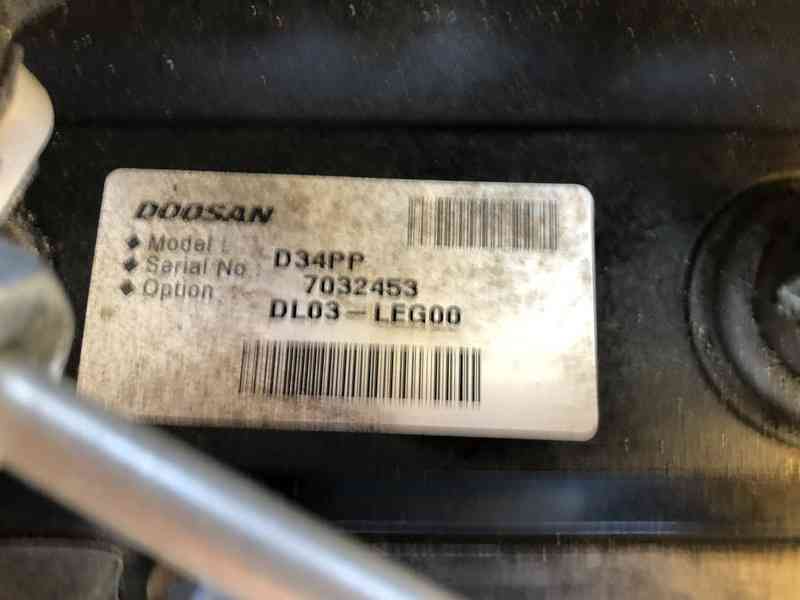 DOOSAN
◆ Model : D34PP
◆ Serial No : 7032453
◆ Option : DL03-LEG00